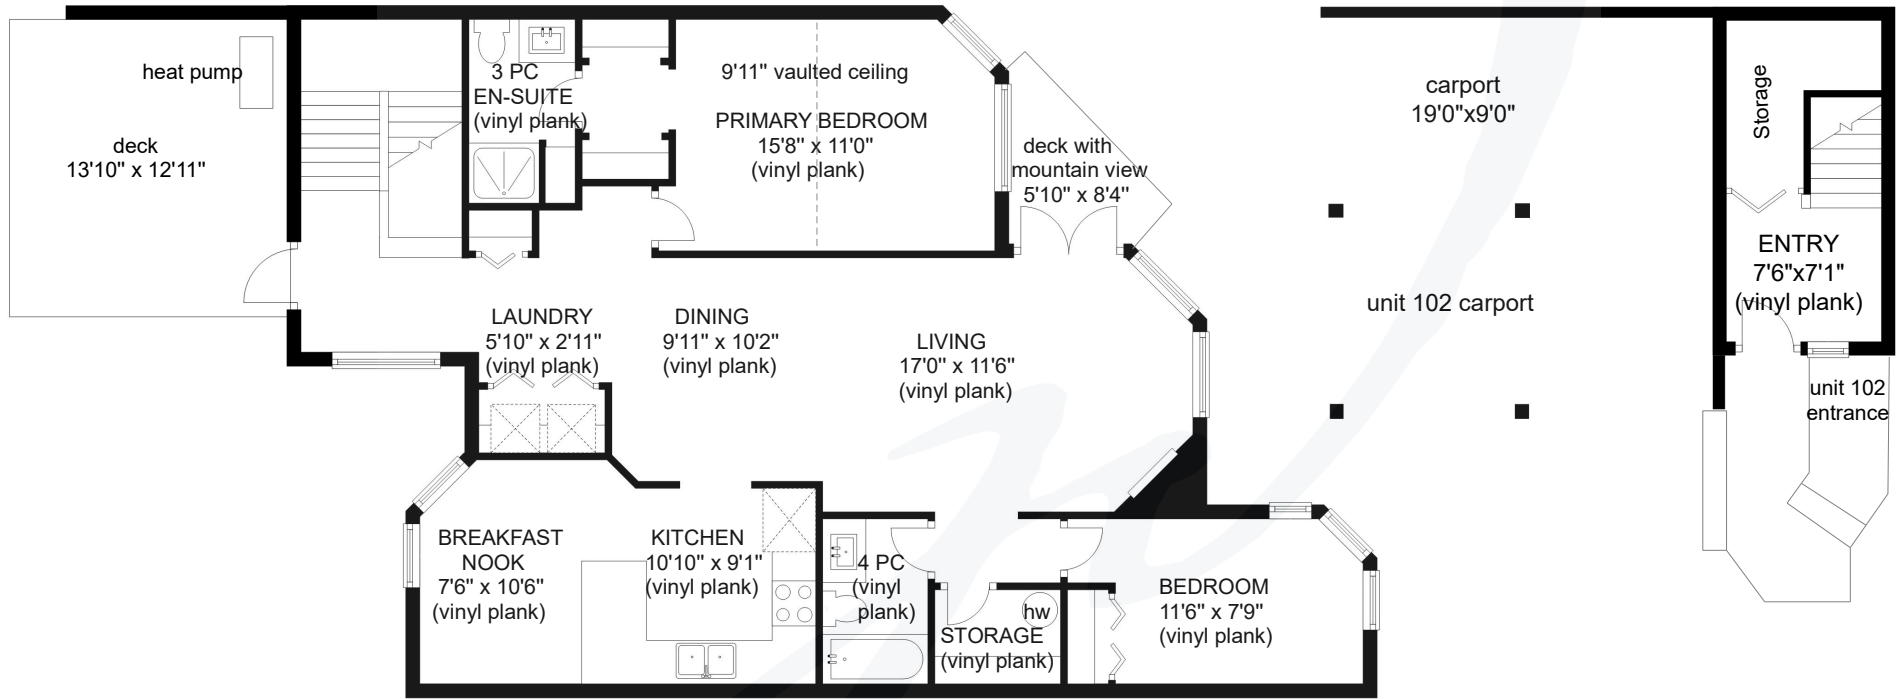 heat pump
deck
13'10" x 12'11"
3 PC
EN-SUITE
(vinyl plank)
9'11" vaulted ceiling
PRIMARY BEDROOM
15'8" x 11'0"
(vinyl plank)
deck with
mountain view
5'10" x 8'4"
carport
19'0"x9'0"
Storage
ENTRY
7'6"x7'1"
(vinyl plank)
unit 102 carport
unit 102
entrance
LAUNDRY
5'10" x 2'11"
(vinyl plank)
DINING
9'11" x 10'2"
(vinyl plank)
LIVING
17'0" x 11'6"
(vinyl plank)
BREAKFAST
NOOK
7'6" x 10'6"
(vinyl plank)
KITCHEN
10'10" x 9'1"
(vinyl plank)
4 PC
(vinyl
plank)
hw
STORAGE
(vinyl plank)
BEDROOM
11'6" x 7'9"
(vinyl plank)